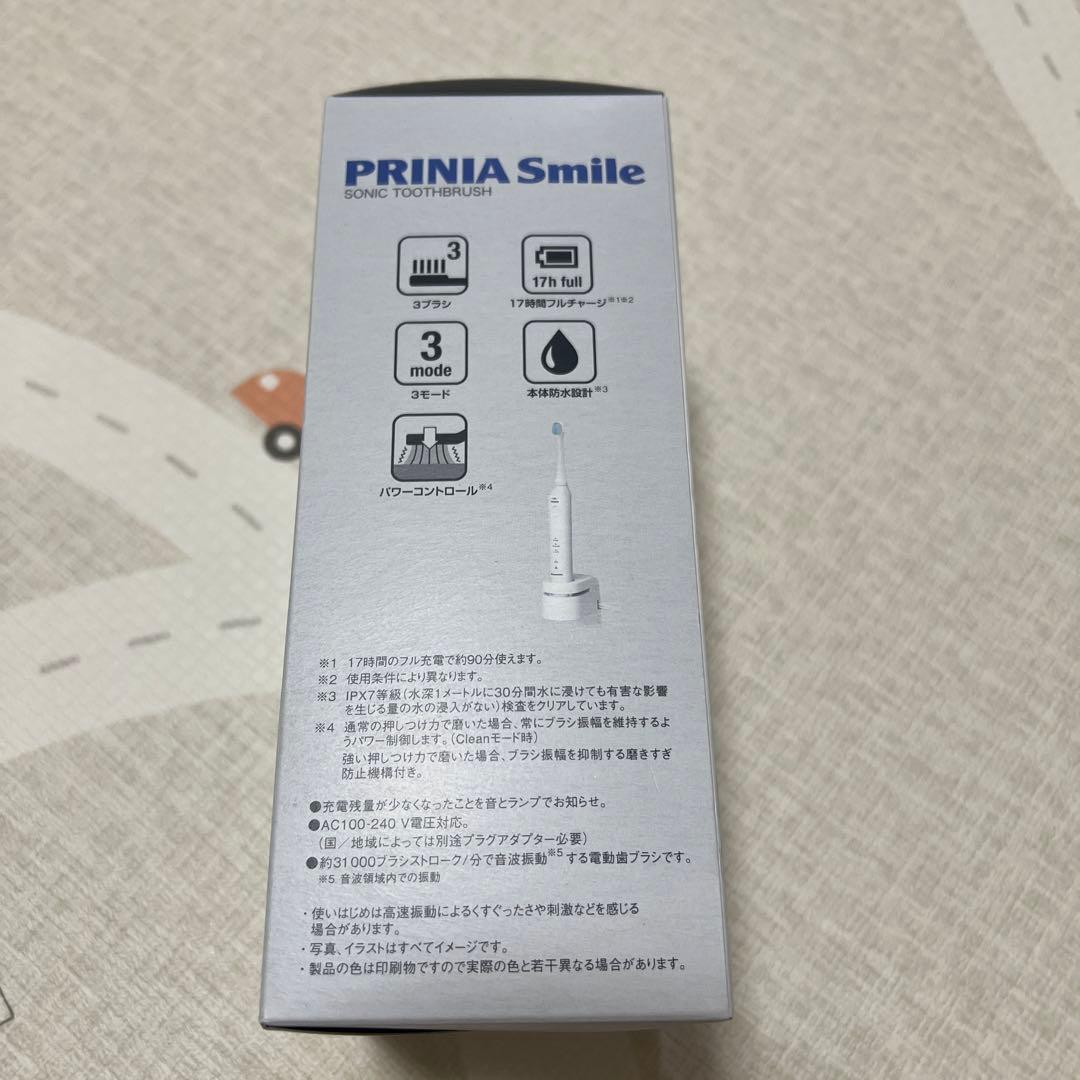 PRINIA Smile
SONIC TOOTHBRUSH
3
3ブラシ
17h full
17時間フルチャージ※1※2
3
mode
3モード
本体防水設計※3
パワーコントロール※4
※1 17時間のフル充電で約90分使えます。
※2 使用条件により異なります。
※3 IPX7等級(水深1メートルに30分間水に浸けても有害な影響
を生じる量の水の浸入がない)検査をクリアしています。
※4 通常の押しつけ力で磨いた場合、常にブラシ振幅を維持するよ
うパワー制御します。(Cleanモード時)
強い押しつけ力で磨いた場合、ブラシ振幅を抑制する磨きすぎ
防止機構付き。
●充電残量が少なくなったことを音とランプでお知らせ。
●AC100-240 V電圧対応。
(国/地域によっては別途プラグアダプター必要)
●約31000ブラシストローク/分で音波振動※5する電動歯ブラシです。
※5 音波領域内での振動
・使いはじめは高速振動によるくすぐったさや刺激などを感じる
場合があります。
・写真、イラストはすべてイメージです。
・製品の色は印刷物ですので実際の色と若干異なる場合があります。